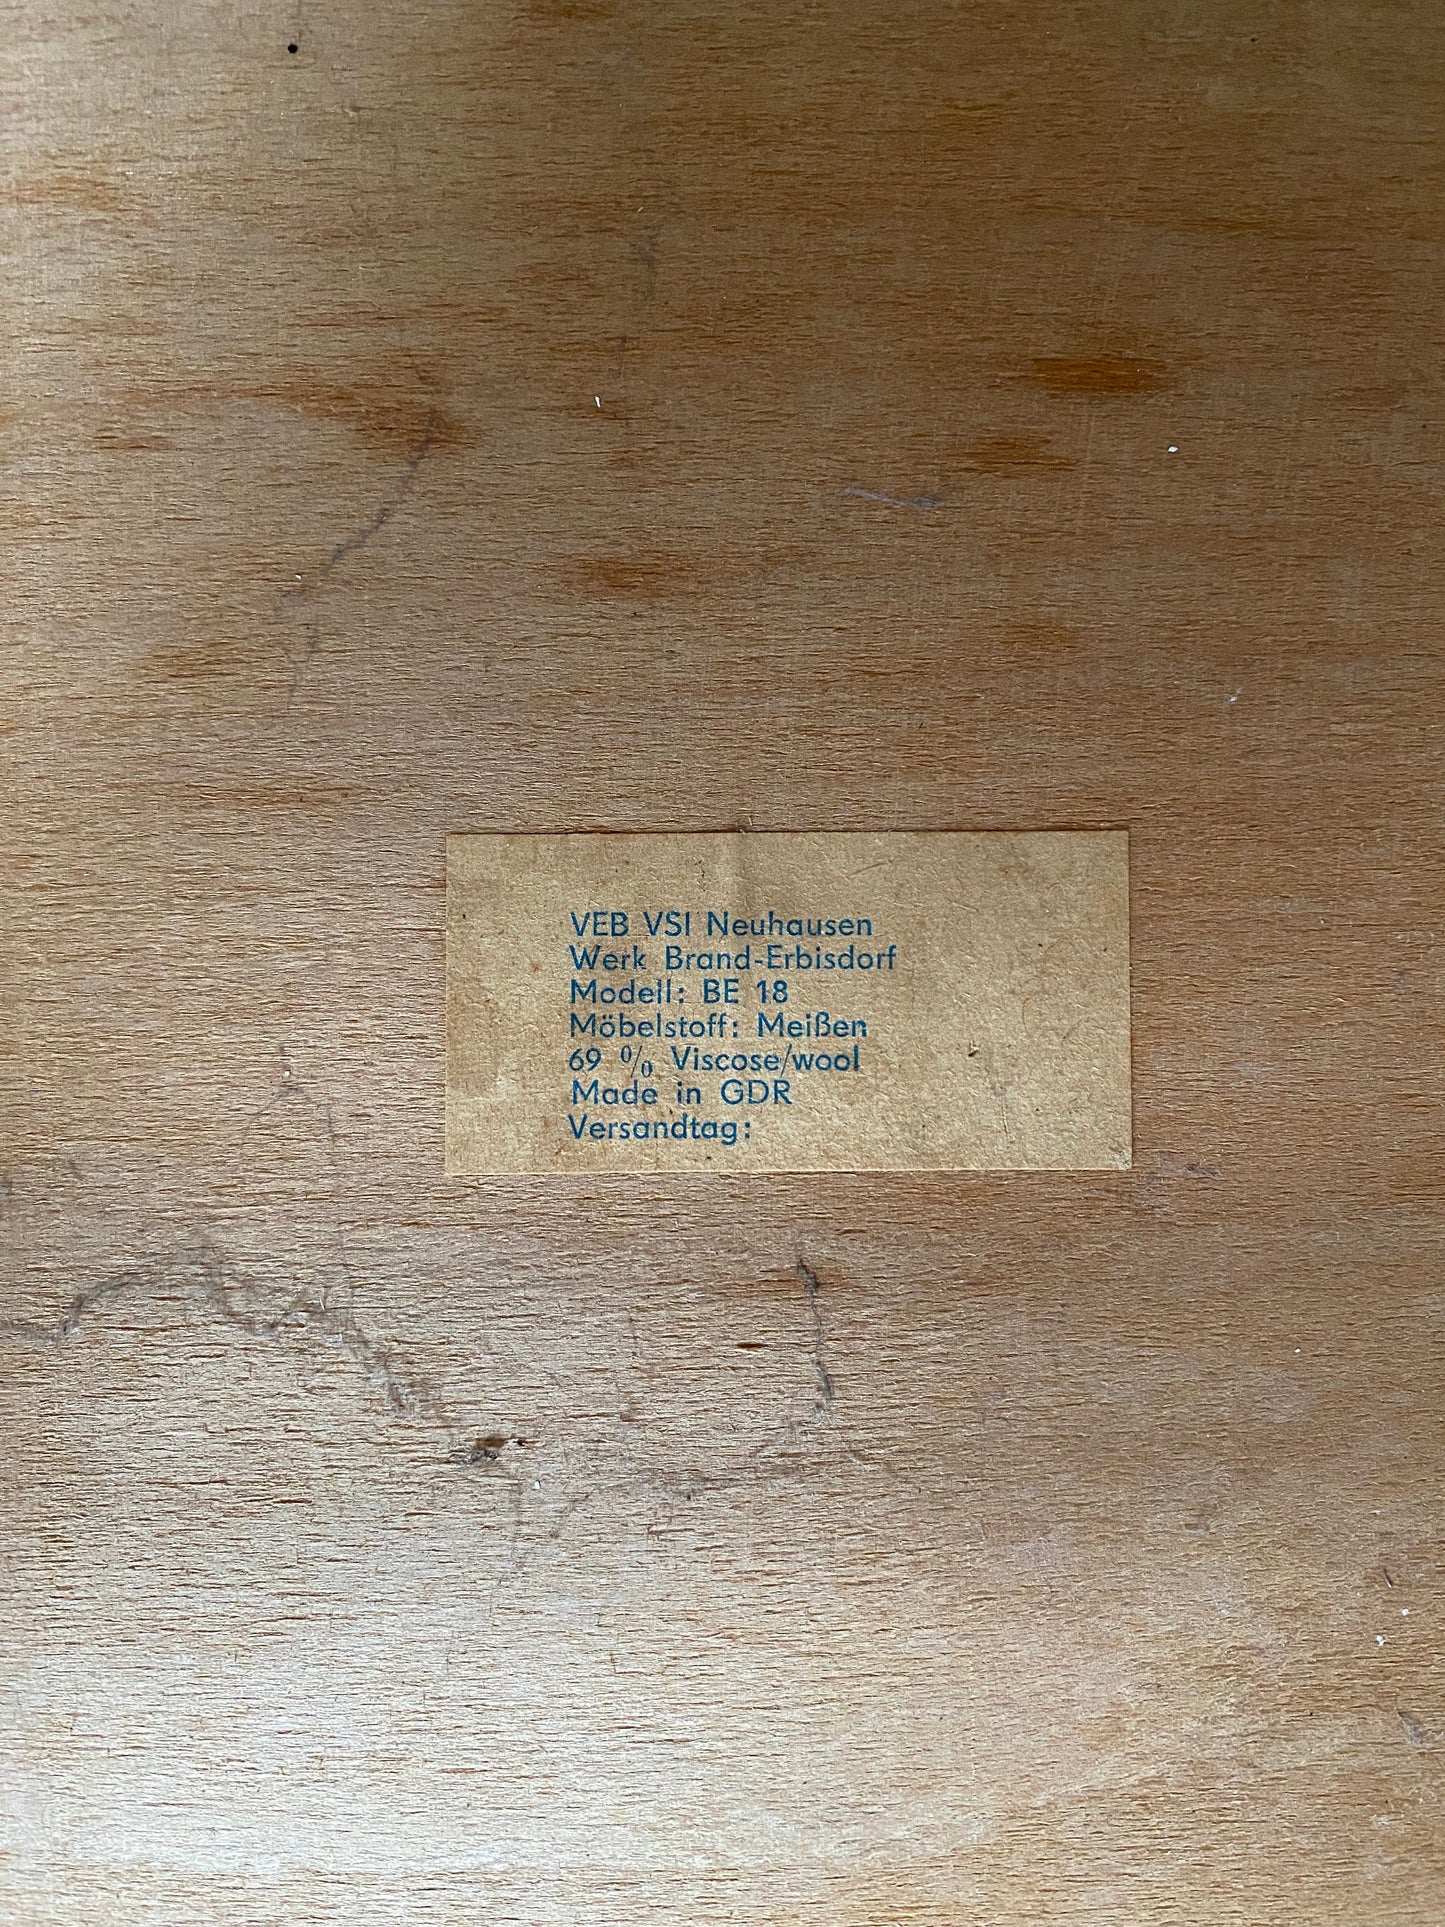 VEB VSI Neuhausen
Werk Brand-Erbisdorf
Modell: BE 18
Möbelstoff: Meißen
69 % Viscose/wool
Made in GDR
Versandtag: